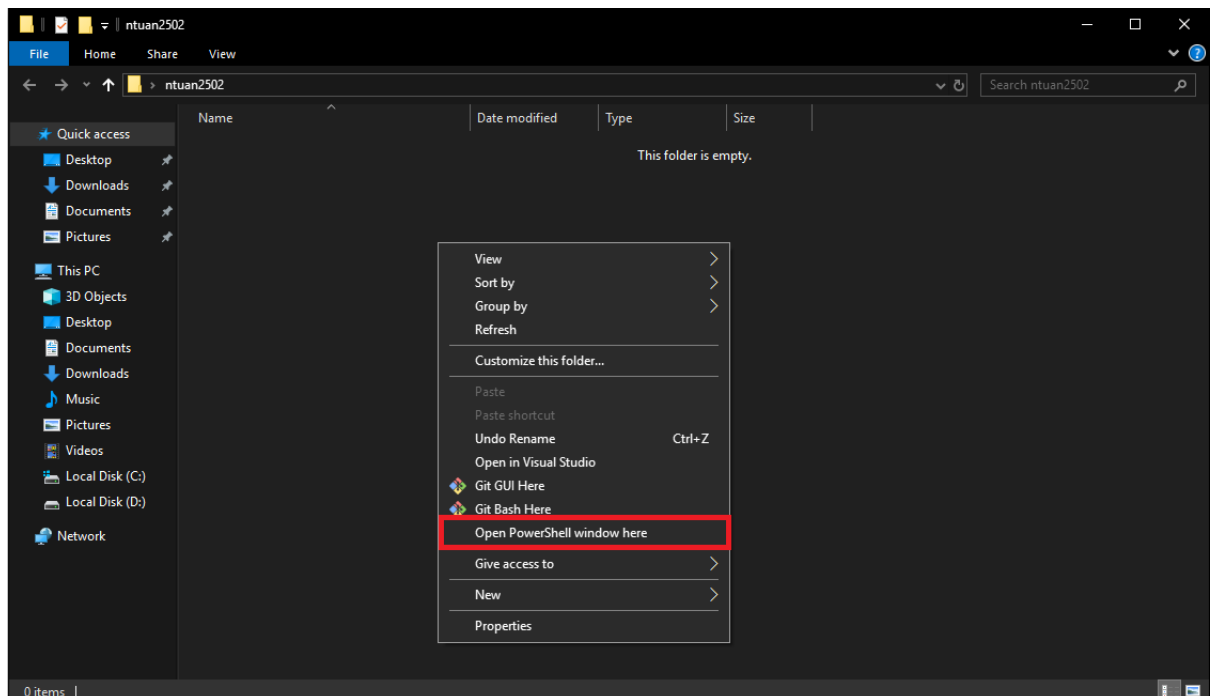 ntuan2502
File Home Share View
ntuan2502 Search ntuan2502
Name Date modified Type Size
This folder is empty.
Quick access
Desktop
Downloads
Documents
Pictures
This PC
3D Objects
Desktop
Documents
Downloads
Music
Pictures
Videos
Local Disk (C:)
Local Disk (D:)
Network
View
Sort by
Group by
Refresh
Customize this folder...
Paste
Paste shortcut
Undo Rename Ctrl+Z
Open in Visual Studio
Git GUI Here
Git Bash Here
Open PowerShell window here
Give access to
New
Properties
0 items